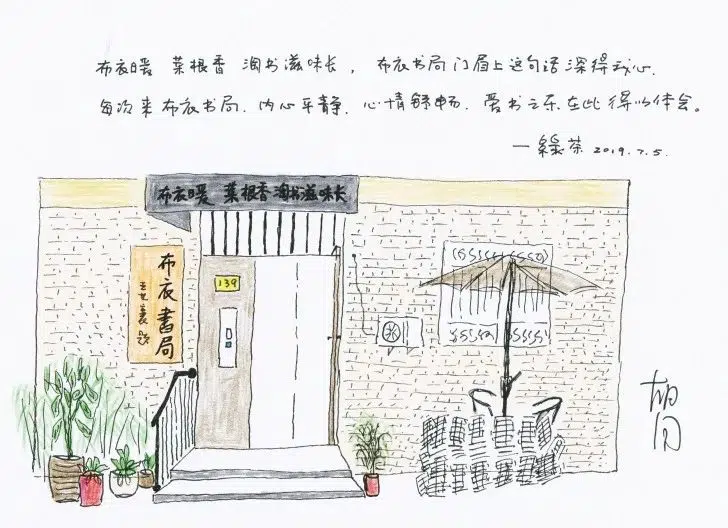 布衣暖 菜根香 淘书滋味长，布衣书局门眉上这句话深得我心.
每次来布衣书局.内心平静.心情舒畅.爱书之乐在此得以体会。
一绿茶 2019.7.5.
布衣暖 菜根香 淘书滋味长
布衣書局
王世襄题
139
胡同